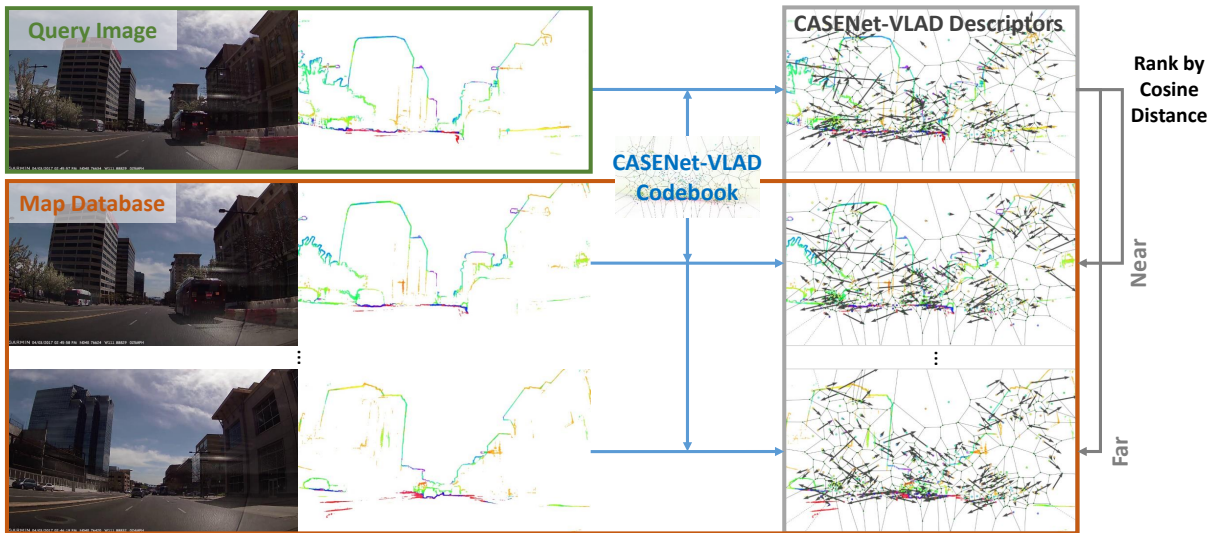 Query Image
CASENet-VLAD Descriptors
Rank by
Cosine
Distance
CASENet-VLAD
Codebook
Map Database
Near
...
...
Far